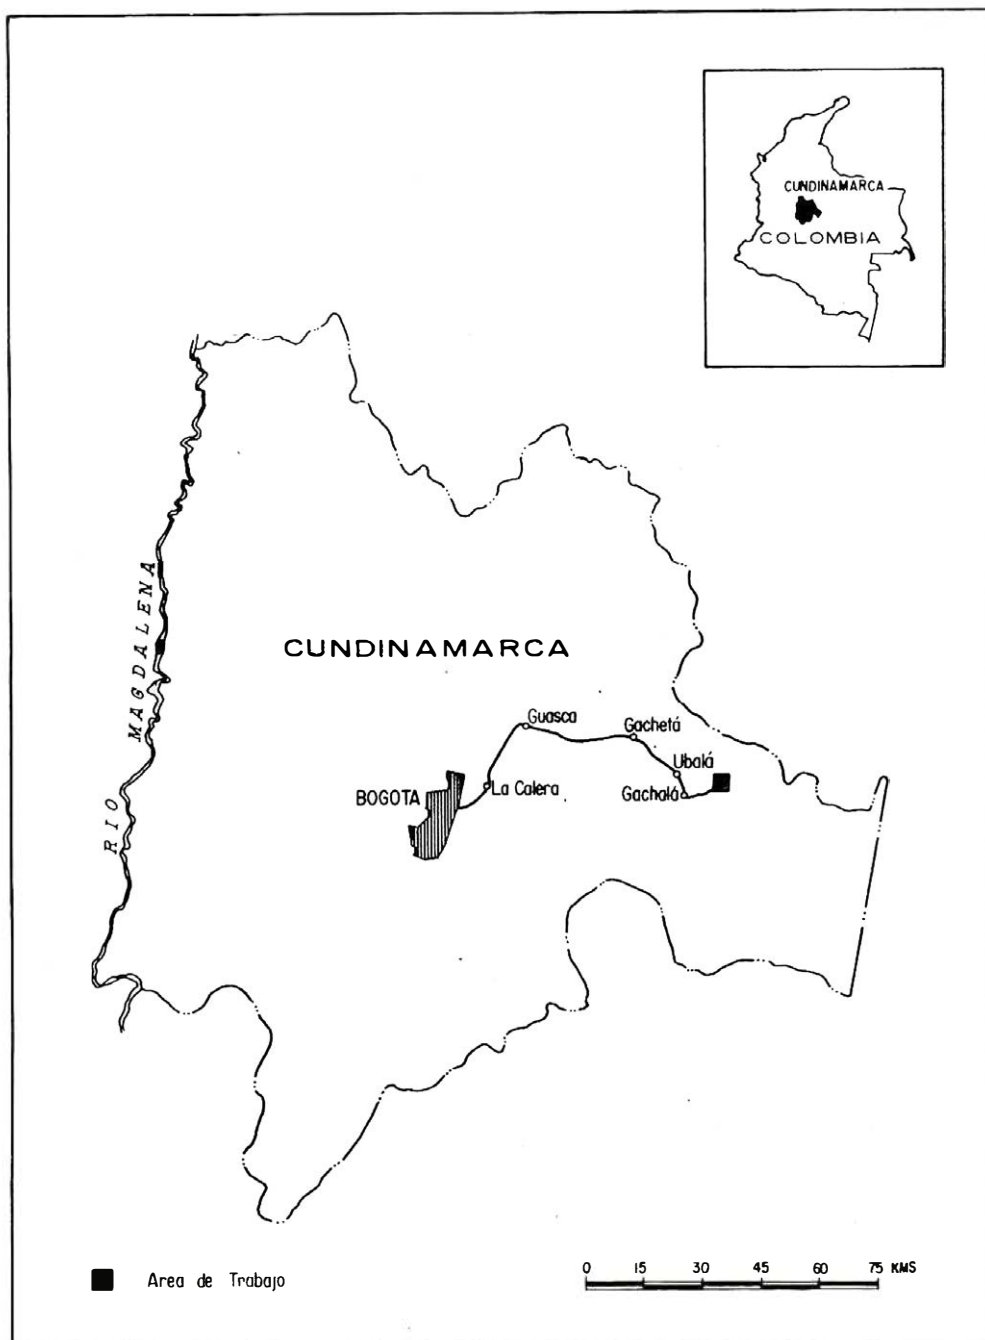 CUNDINAMARCA
COLOMBIA
RIO MAGDALENA
CUNDINAMARCA
Guasca
Gachetá
Ubalá
La Calera
Gachalá
BOGOTA
Area de Trabajo
0 15 30 45 60 75 KMS